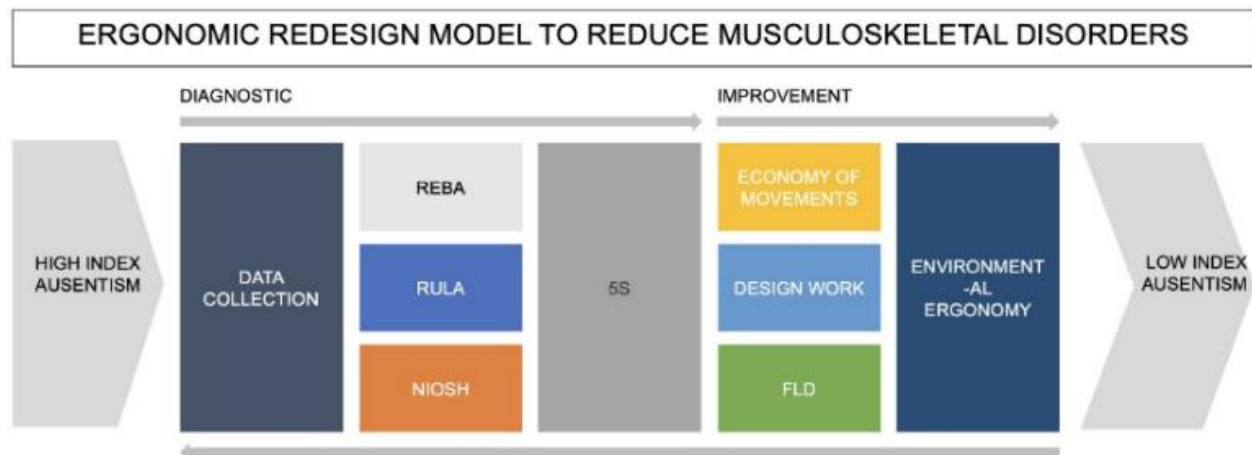 ERGONOMIC REDESIGN MODEL TO REDUCE MUSCULOSKELETAL DISORDERS
DIAGNOSTIC
IMPROVEMENT
HIGH INDEX
AUSENTISM
DATA
COLLECTION
REBA
RULA
NIOSH
5S
ECONOMY OF
MOVEMENTS
DESIGN WORK
FLD
ENVIRONMENT
-AL
ERGONOMY
LOW INDEX
AUSENTISM